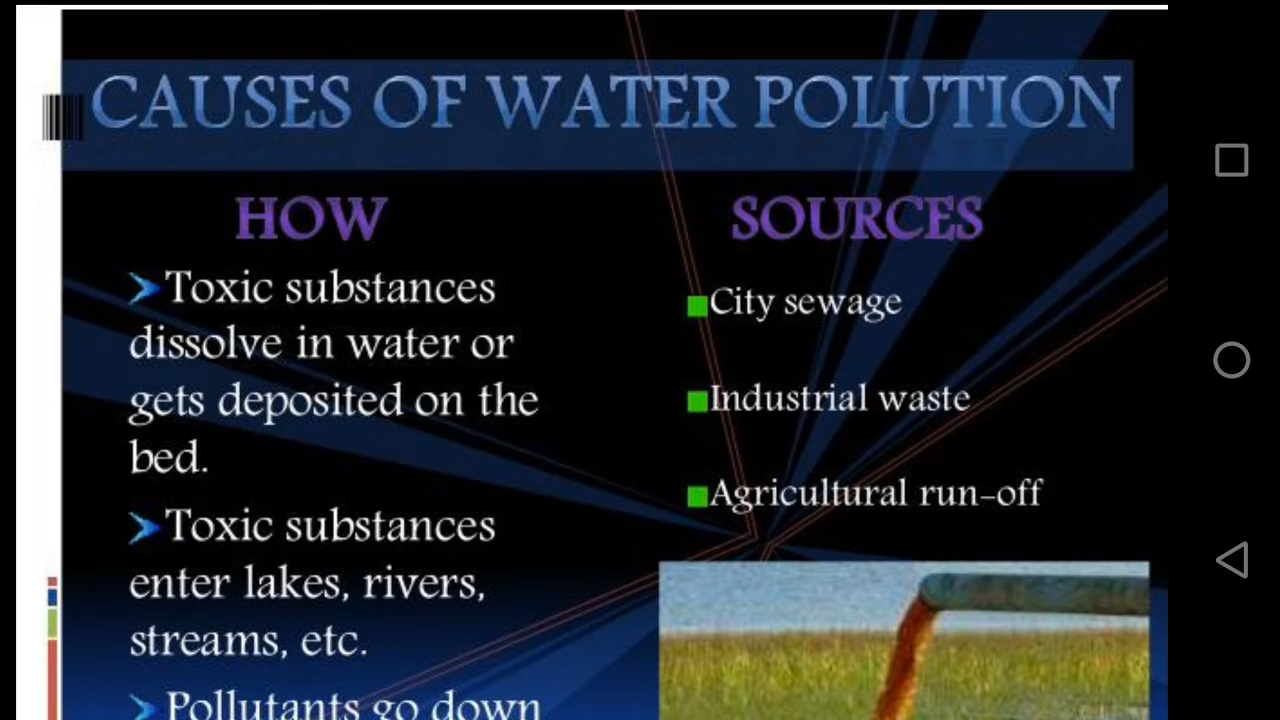 CAUSES OF WATER POLUTION
HOW
Toxic substances
dissolve in water or
gets deposited on the
bed.
Toxic substances
enter lakes, rivers,
streams, etc.
Pollutants go down
SOURCES
City sewage
Industrial waste
Agricultural run-off